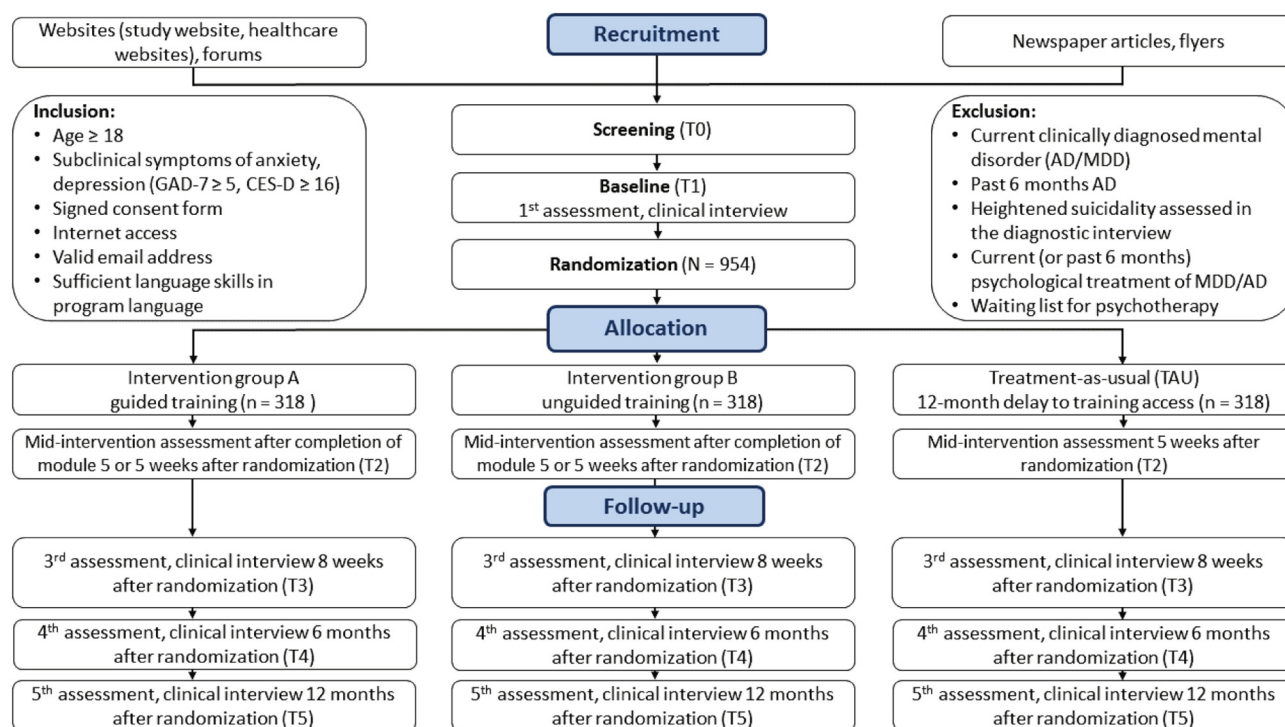 Websites (study website, healthcare
websites), forums
Recruitment
Newspaper articles, flyers
Inclusion:
• Age ≥ 18
• Subclinical symptoms of anxiety,
depression (GAD-7 ≥ 5, CES-D ≥ 16)
• Signed consent form
• Internet access
• Valid email address
• Sufficient language skills in
program language
Screening (T0)
Baseline (T1)
1st assessment, clinical interview
Randomization (N = 954)
Exclusion:
• Current clinically diagnosed mental
disorder (AD/MDD)
• Past 6 months AD
• Heightened suicidality assessed in
the diagnostic interview
• Current (or past 6 months)
psychological treatment of MDD/AD
• Waiting list for psychotherapy
Allocation
Intervention group A
guided training (n = 318 )
Intervention group B
unguided training (n = 318)
Treatment-as-usual (TAU)
12-month delay to training access (n = 318)
Mid-intervention assessment after completion of
module 5 or 5 weeks after randomization (T2)
Mid-intervention assessment after completion of
module 5 or 5 weeks after randomization (T2)
Mid-intervention assessment 5 weeks after
randomization (T2)
Follow-up
3rd assessment, clinical interview 8 weeks
after randomization (T3)
3rd assessment, clinical interview 8 weeks
after randomization (T3)
3rd assessment, clinical interview 8 weeks
after randomization (T3)
4th assessment, clinical interview 6 months
after randomization (T4)
4th assessment, clinical interview 6 months
after randomization (T4)
4th assessment, clinical interview 6 months
after randomization (T4)
5th assessment, clinical interview 12 months
after randomization (T5)
5th assessment, clinical interview 12 months
after randomization (T5)
5th assessment, clinical interview 12 months
after randomization (T5)